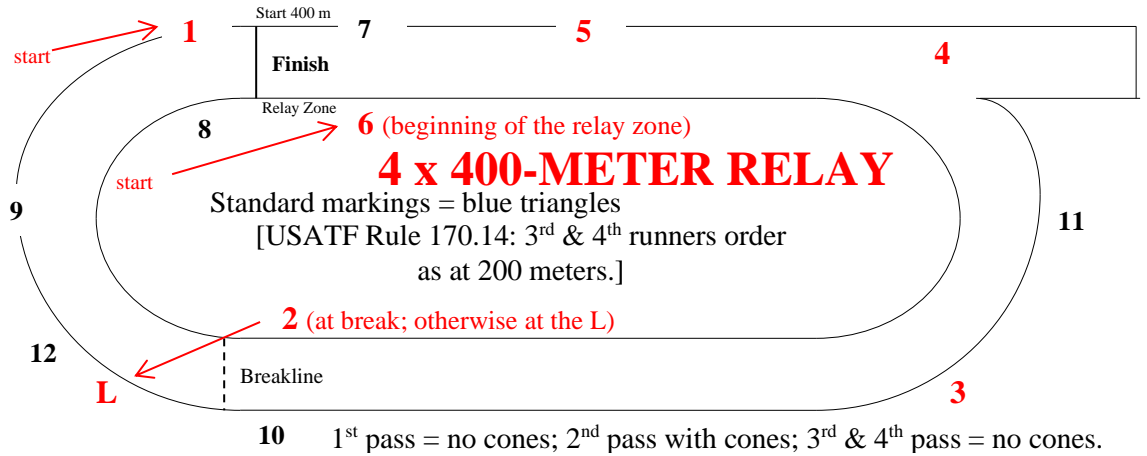 Start 400 m
1
7
5
start
4
Finish
Relay Zone
8
6 (beginning of the relay zone)
4 x 400-METER RELAY
start
Standard markings = blue triangles
9
11
[USATF Rule 170.14: 3rd & 4th runners order
as at 200 meters.]
2 (at break; otherwise at the L)
12
Breakline
L
3
10
1st pass = no cones; 2nd pass with cones; 3rd & 4th pass = no cones.